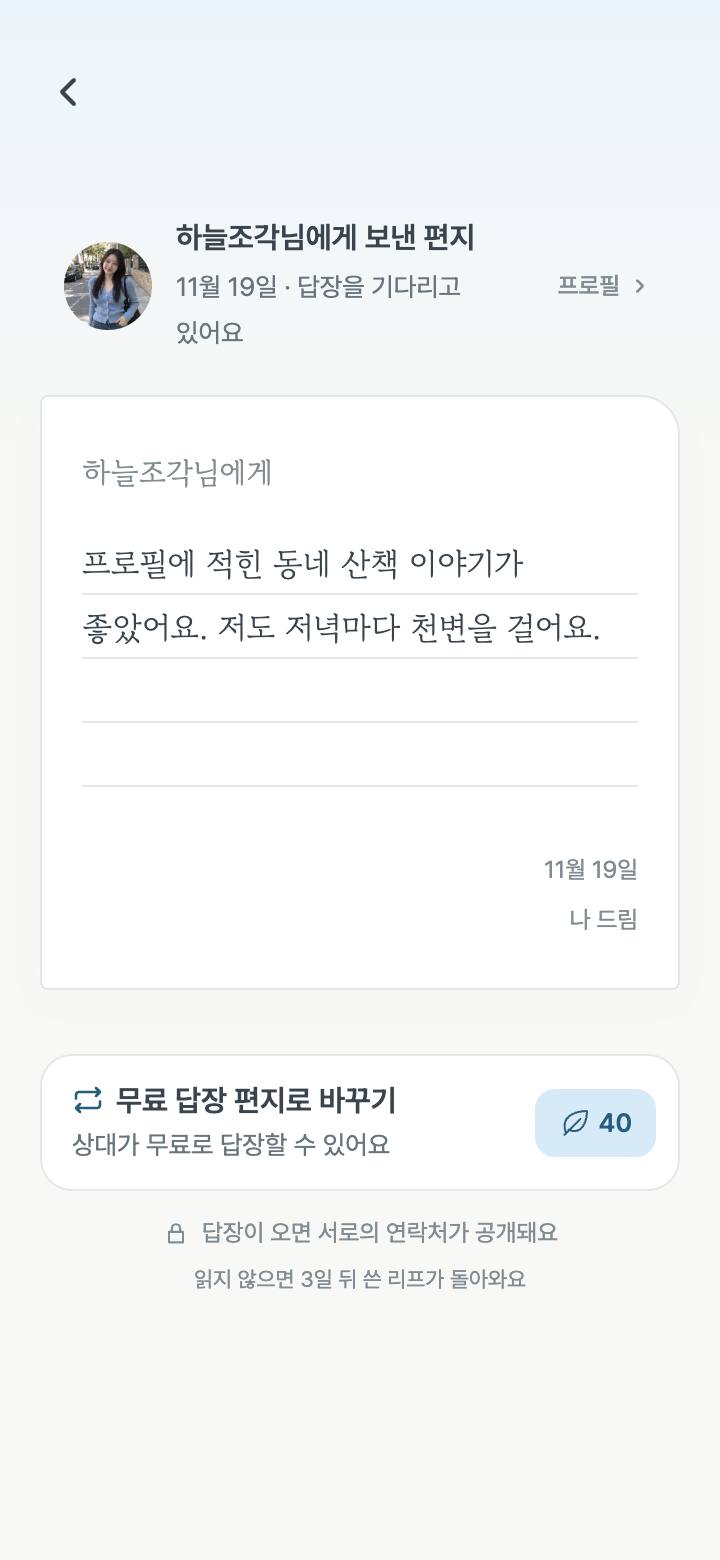 하늘조각님에게 보낸 편지
11월 19일 · 답장을 기다리고
있어요
프로필
하늘조각님에게
프로필에 적힌 동네 산책 이야기가
좋았어요. 저도 저녁마다 천변을 걸어요.
11월 19일
나 드림
무료 답장 편지로 바꾸기
상대가 무료로 답장할 수 있어요
40
답장이 오면 서로의 연락처가 공개돼요
읽지 않으면 3일 뒤 쓴 리프가 돌아와요